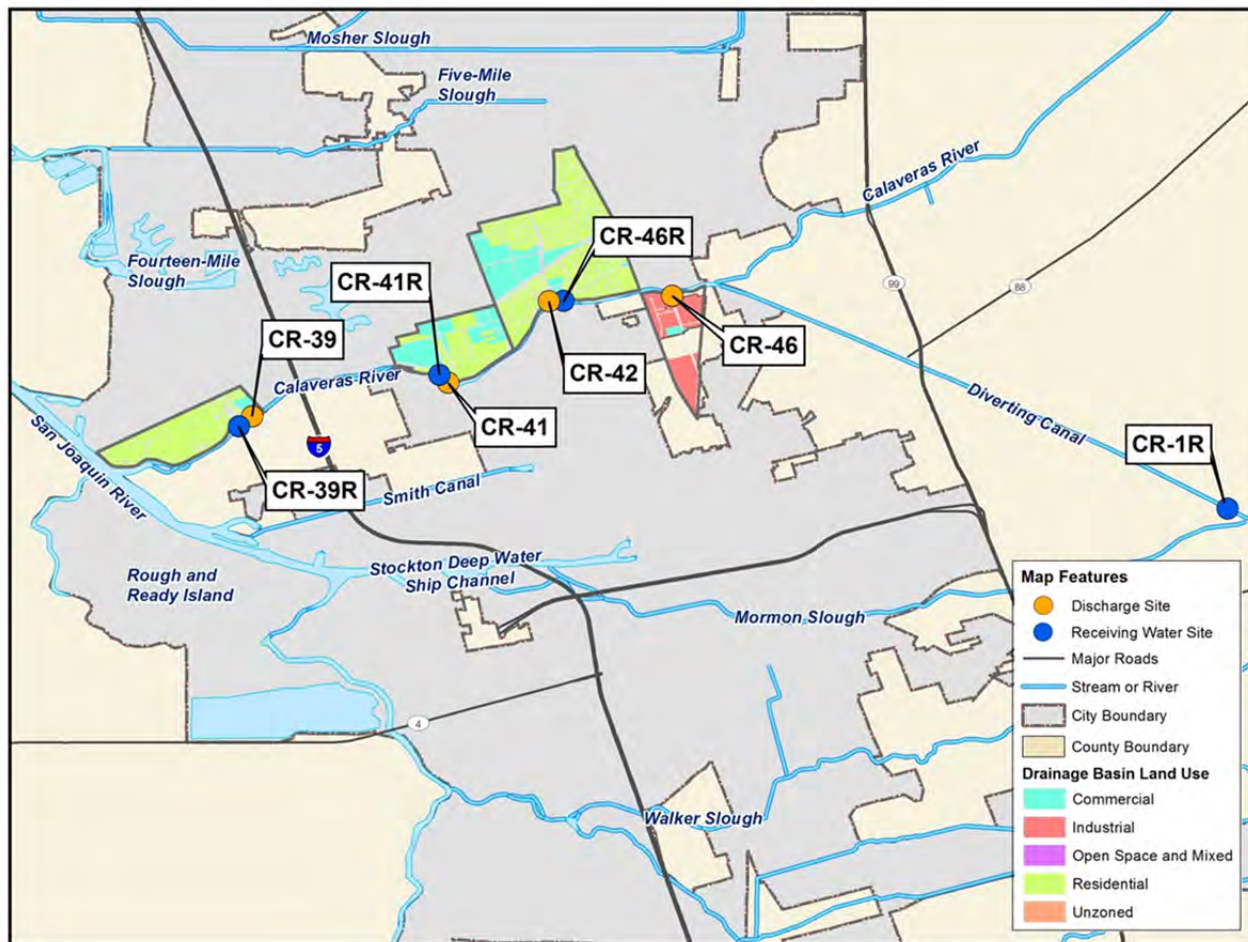 Mosher Slough
Five-Mile
Slough
Calaveras River
CR-46R
Fourteen-Mile
Slough
CR-41R
99
88
CR-39
CR-46
Calaveras River
CR-42
Diverting Canal
CR-41
San Joaquin River
5
CR-1R
CR-39R
Smith Canal
Stockton Deep Water
Ship Channel
Rough and
Ready Island
Mormon Slough
4
Walker Slough
Map Features
Discharge Site
Receiving Water Site
Major Roads
Stream or River
City Boundary
County Boundary
Drainage Basin Land Use
Commercial
Industrial
Open Space and Mixed
Residential
Unzoned